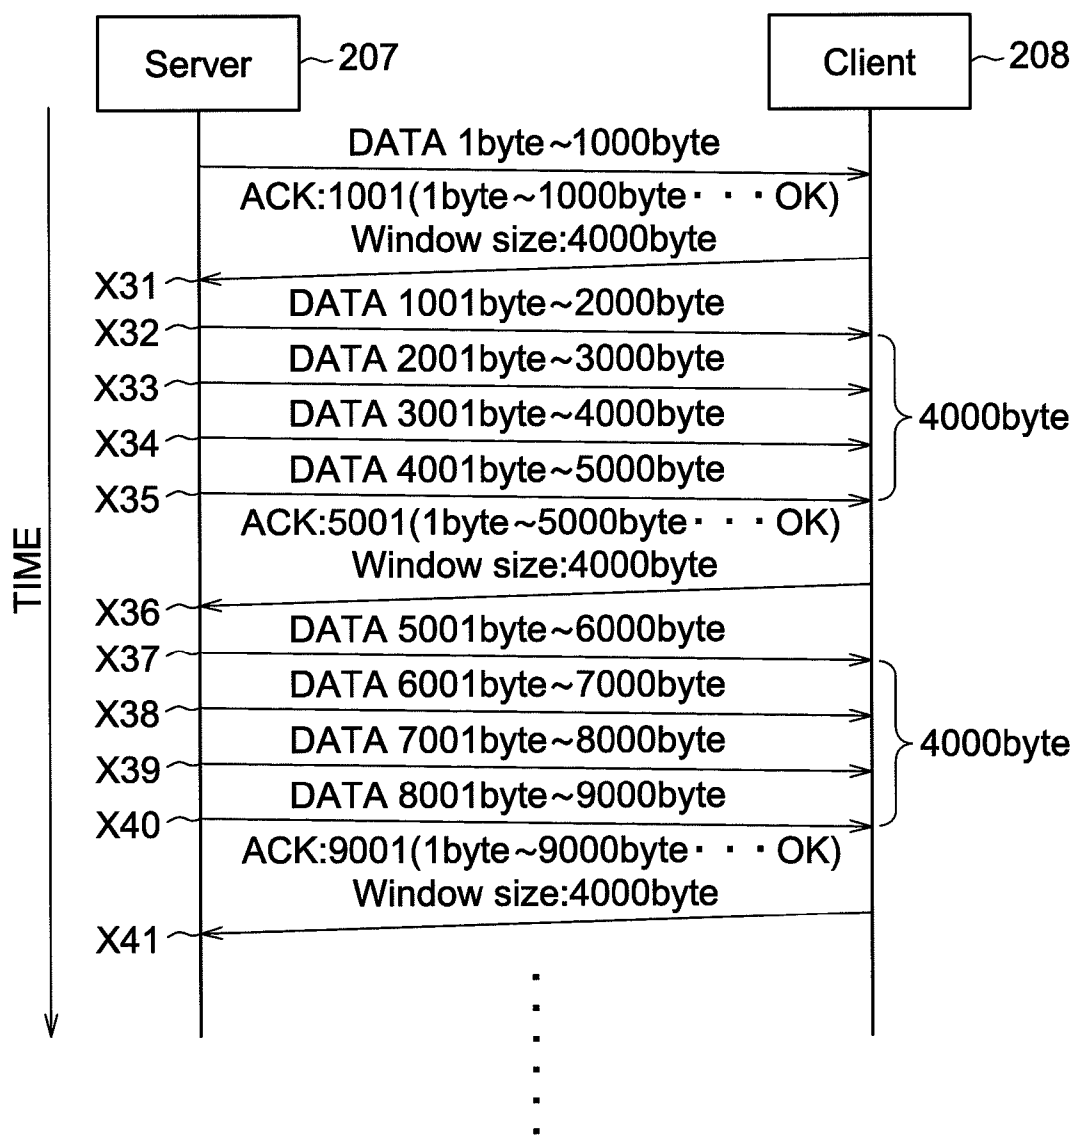 Server
207
Client
208
DATA 1byte~1000byte
ACK:1001(1byte~1000byte・・・OK)
Window size:4000byte
X31
DATA 1001byte~2000byte
X32
DATA 2001byte~3000byte
X33
DATA 3001byte~4000byte
4000byte
X34
DATA 4001byte~5000byte
X35
ACK:5001(1byte~5000byte・・・OK)
Window size:4000byte
TIME
X36
DATA 5001byte~6000byte
X37
DATA 6001byte~7000byte
X38
DATA 7001byte~8000byte
4000byte
X39
DATA 8001byte~9000byte
X40
ACK:9001(1byte~9000byte・・・OK)
Window size:4000byte
X41